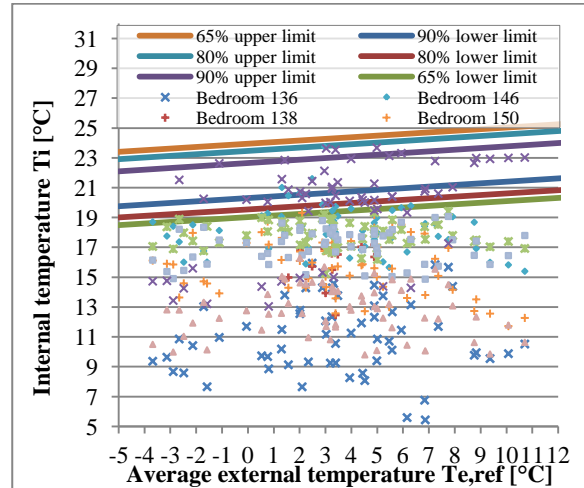 65% upper limit 90% lower limit
80% upper limit 80% lower limit
90% upper limit 65% lower limit
Bedroom 136 Bedroom 146
Bedroom 138 Bedroom 150
Internal temperature Ti [°C]
31
29
27
25
23
21
19
17
15
13
11
9
7
5
-5 -4 -3 -2 -1 0 1 2 3 4 5 6 7 8 9 10 11 12
Average external temperature Te,ref [°C]